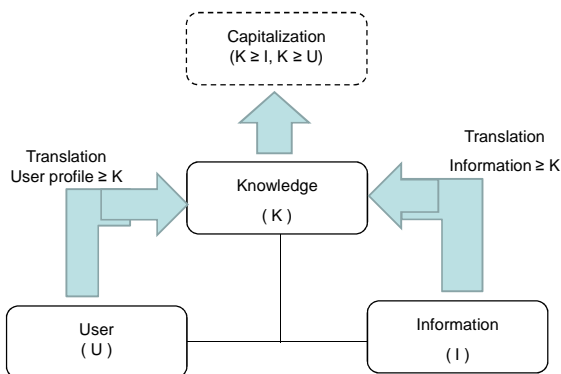 Capitalization
(K ≥ I, K ≥ U)
Translation
User profile ≥ K
Translation
Information ≥ K
Knowledge
( K )
User
( U )
Information
( I )